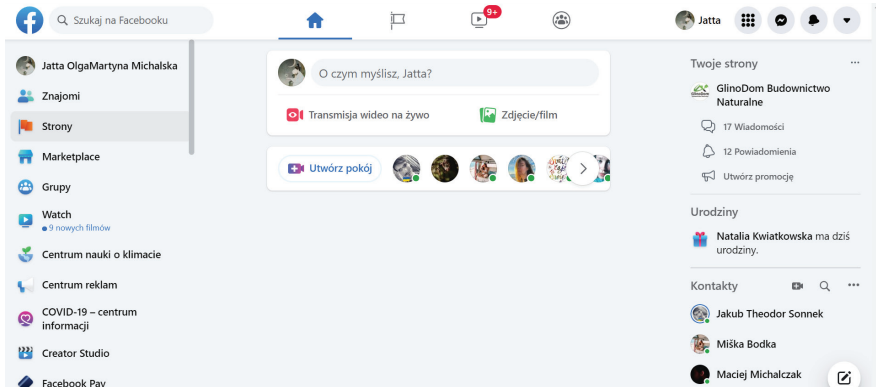 Szukaj na Facebooku
9+
Jatta
Jatta OlgaMartyna Michalska
Znajomi
Strony
Marketplace
Grupy
Watch
9 nowych filmów
Centrum nauki o klimacie
Centrum reklam
COVID-19 – centrum
informacji
Creator Studio
Facebook Pay
O czym myślisz, Jatta?
Transmisja wideo na żywo
Zdjęcie/film
Utwórz pokój
Twoje strony
GlinoDom Budownictwo
Naturalne
17 Wiadomości
12 Powiadomienia
Utwórz promocję
Urodziny
Natalia Kwiatkowska ma dziś
urodziny.
Kontakty
Jakub Theodor Sonnek
Miška Bodka
Maciej Michalczak